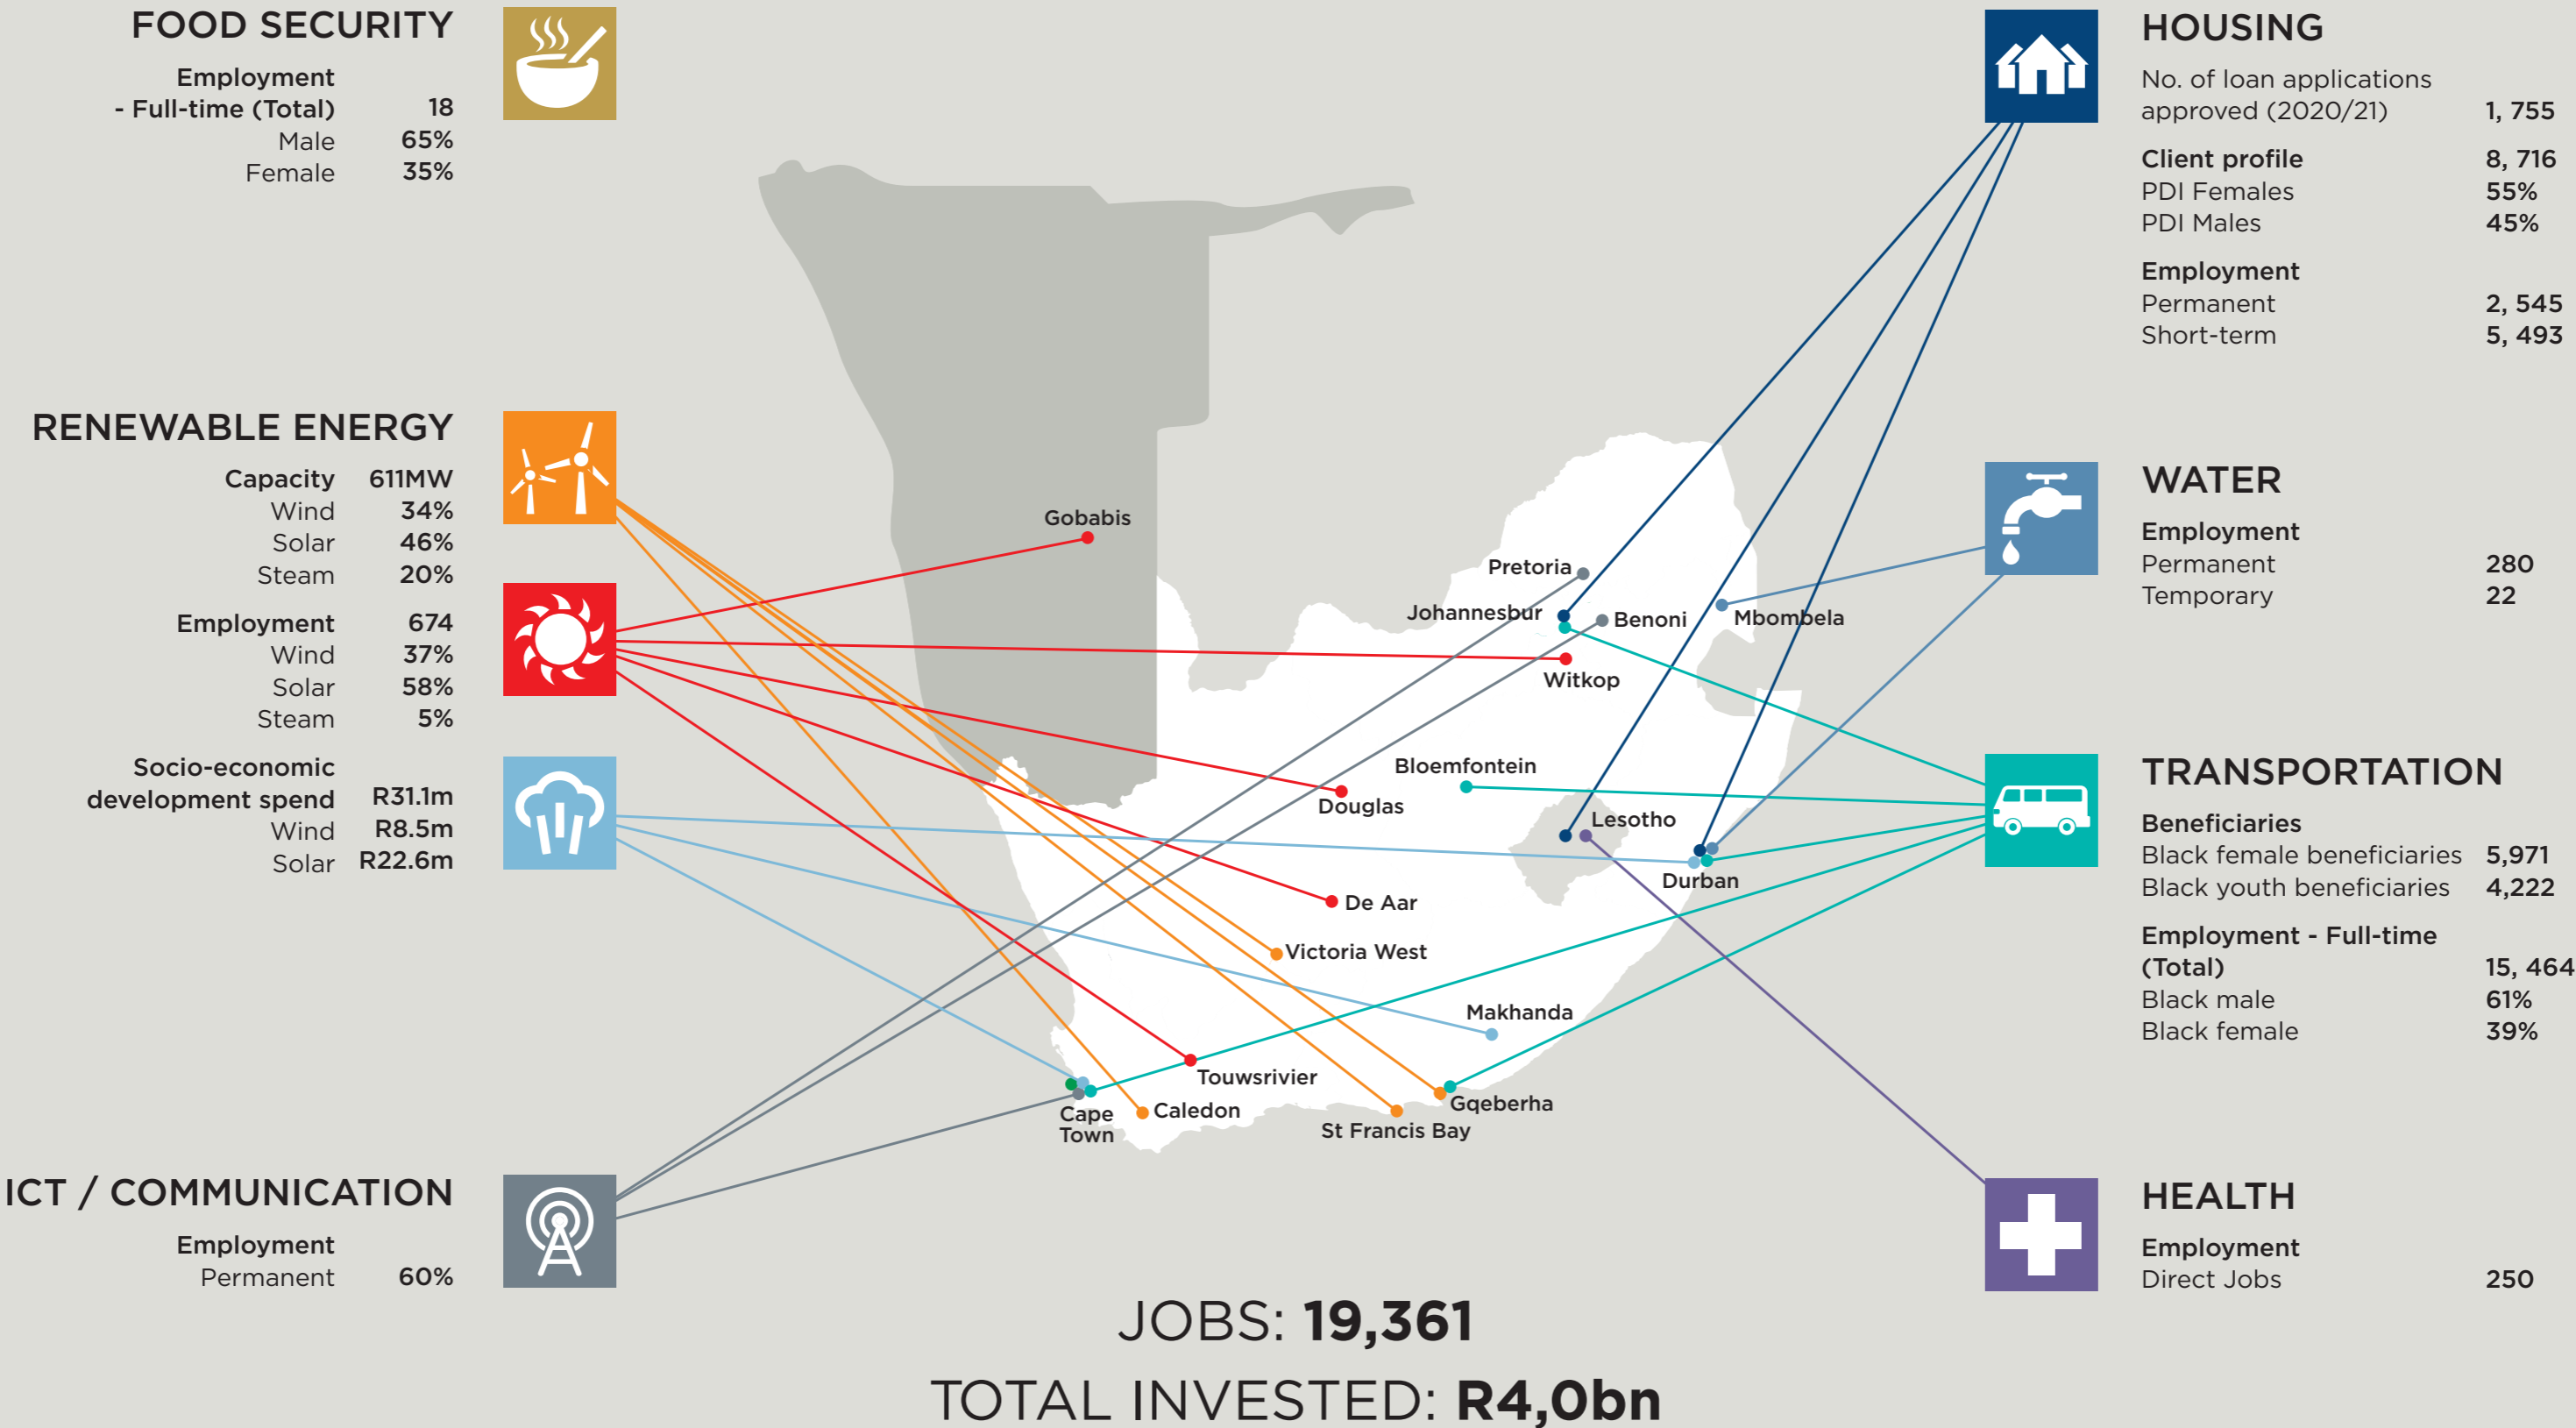 FOOD SECURITY
Employment
- Full-time (Total) 18
Male 65%
Female 35%
RENEWABLE ENERGY
Capacity 611MW
Wind 34%
Solar 46%
Steam 20%
Employment 674
Wind 37%
Solar 58%
Steam 5%
Socio-economic
development spend R31.1m
Wind R8.5m
Solar R22.6m
ICT / COMMUNICATION
Employment
Permanent 60%
Gobabis
Pretoria
Johannesbur
Benoni
Mbombela
Witkop
Bloemfontein
Douglas
Lesotho
Durban
De Aar
Victoria West
Makhanda
Touwsrivier
Cape
Town
Caledon
Gqeberha
St Francis Bay
HOUSING
No. of loan applications
approved (2020/21) 1, 755
Client profile 8, 716
PDI Females 55%
PDI Males 45%
Employment
Permanent 2, 545
Short-term 5, 493
WATER
Employment
Permanent 280
Temporary 22
TRANSPORTATION
Beneficiaries
Black female beneficiaries 5,971
Black youth beneficiaries 4,222
Employment - Full-time
(Total) 15, 464
Black male 61%
Black female 39%
HEALTH
Employment
Direct Jobs 250
JOBS: 19,361
TOTAL INVESTED: R4,0bn